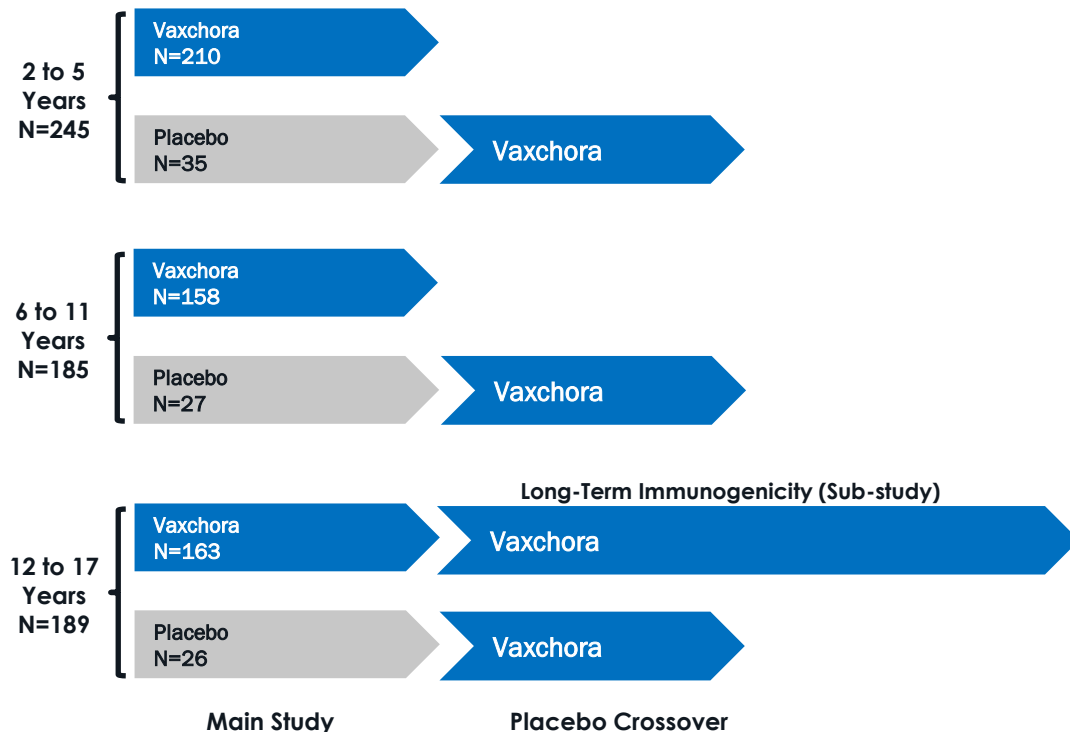 2 to 5
Years
N=245
Vaxchora
N=210
Placebo
N=35
Vaxchora
6 to 11
Years
N=185
Vaxchora
N=158
Placebo
N=27
Vaxchora
Long-Term Immunogenicity (Sub-study)
12 to 17
Years
N=189
Vaxchora
N=163
Vaxchora
Placebo
N=26
Vaxchora
Main Study
Placebo Crossover